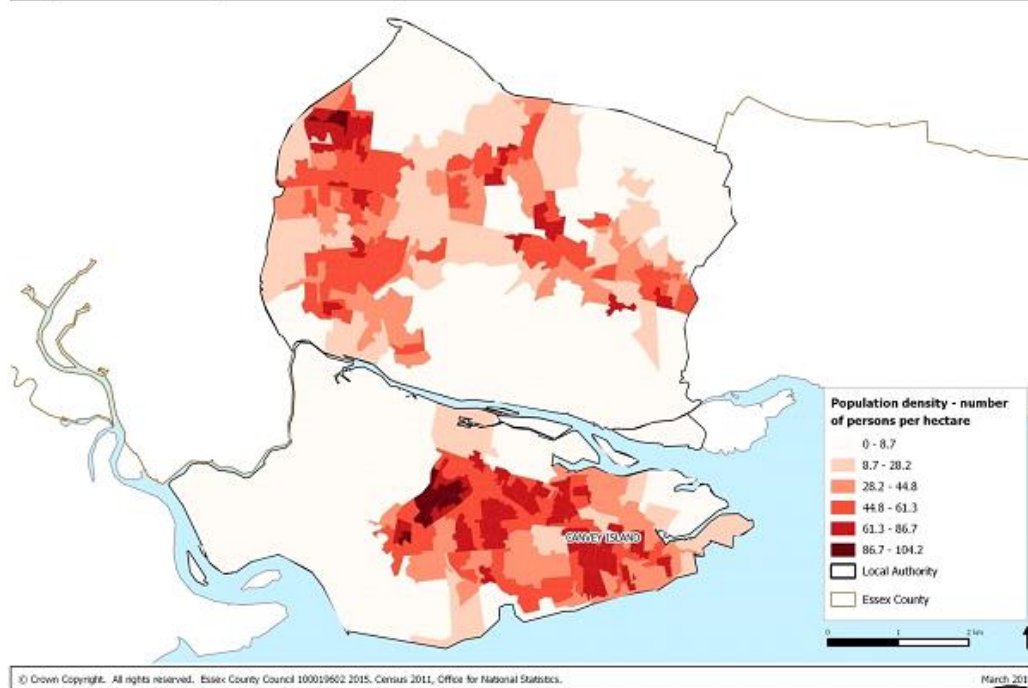 CANVEY ISLAND
Population density - number
of persons per hectare
0 - 8.7
8.7 - 28.2
28.2 - 44.8
44.8 - 61.3
61.3 - 86.7
86.7 - 104.2
Local Authority
Essex County
0 1 2 km
© Crown Copyright. All rights reserved. Essex County Council 100019602 2015. Census 2011, Office for National Statistics.
March 201